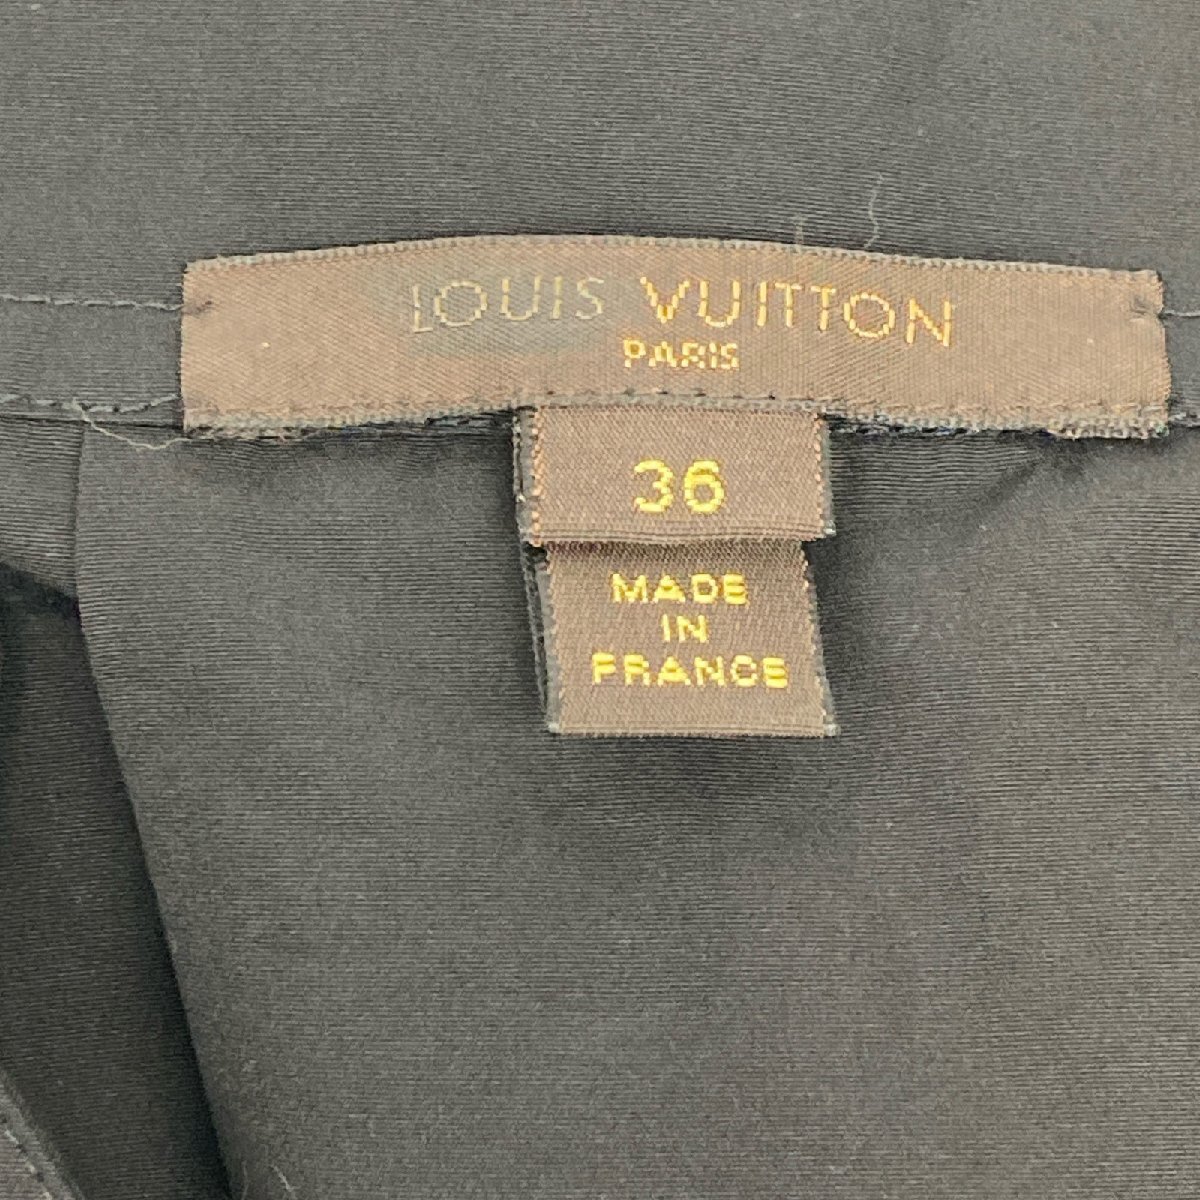 LOUIS VUITTON
PARIS
36
MADE
IN
FRANCE